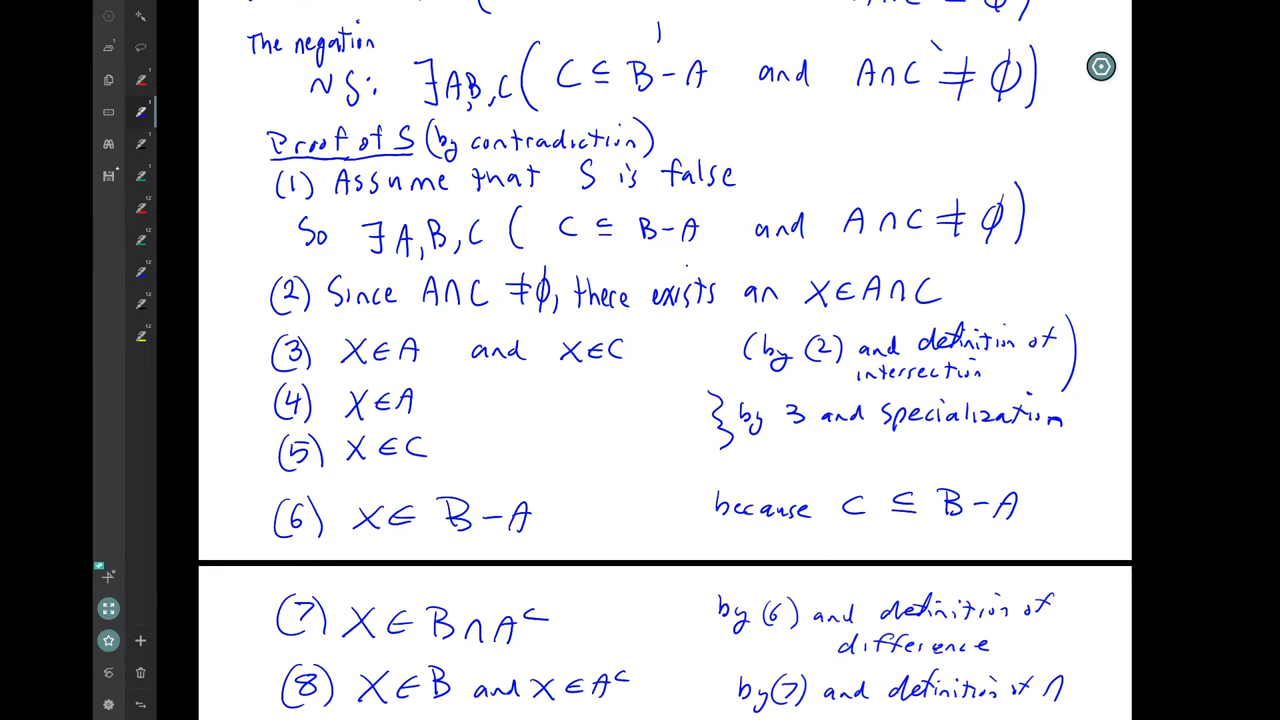 The negation
~S: ∃A,B,C( C ⊆ B-A and A∩C ≠ ∅)
Proof of S (by contradiction)
(1) Assume that S is false
So ∃A,B,C ( C ⊆ B-A and A∩C ≠ ∅)
(2) Since A∩C ≠ ∅, there exists an X∈A∩C
(3) X∈A and X∈C (by (2) and definition of intersection)
(4) X∈A } by 3 and specialization
(5) X∈C
(6) X∈ B-A because C ⊆ B-A
(7) X∈B∩Aᶜ by (6) and definition of difference
(8) X∈B and X∈Aᶜ by(7) and definition of ∩